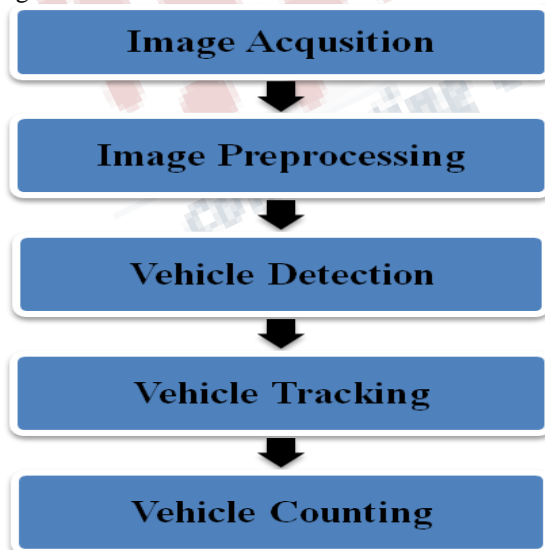 Image Acqusition
Image Preprocessing
Vehicle Detection
Vehicle Tracking
Vehicle Counting